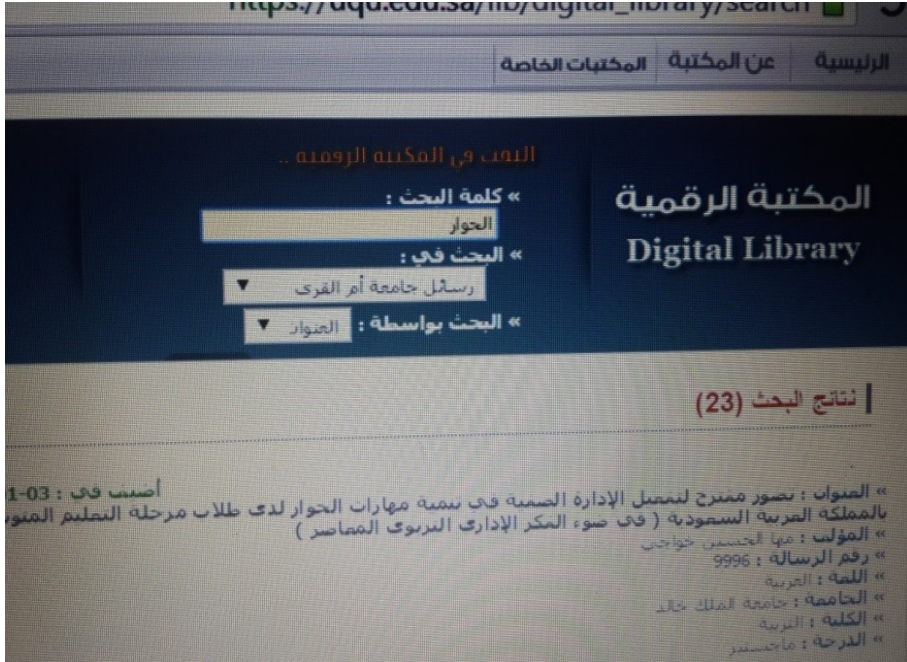 https://uqu.edu.sa/lib/digital_library/search
الرئيسية عن المكتبة المكتبات الخاصة
البحث في المكتبة الرقمية ..
المكتبة الرقمية
Digital Library
» كلمة البحث :
الحوار
» البحث في :
رسائل جامعة أم القرى
» البحث بواسطة : العنوان
نتائج البحث (23)
أضيف في : 03-01
» العنوان : تصور مقترح لتفعيل الإدارة الصفية في تنمية مهارات الحوار لدى طلاب مرحلة التعليم المتو
بالمملكة العربية السعودية ( في ضوء الفكر الإداري التربوي المعاصر )
» المؤلف : مها الحسين خواجي
» رقم الرسالة : 9996
» اللغة : العربية
» الجامعة : جامعة الملك خالد
» الكلية : التربية
» الدرجة : ماجستير